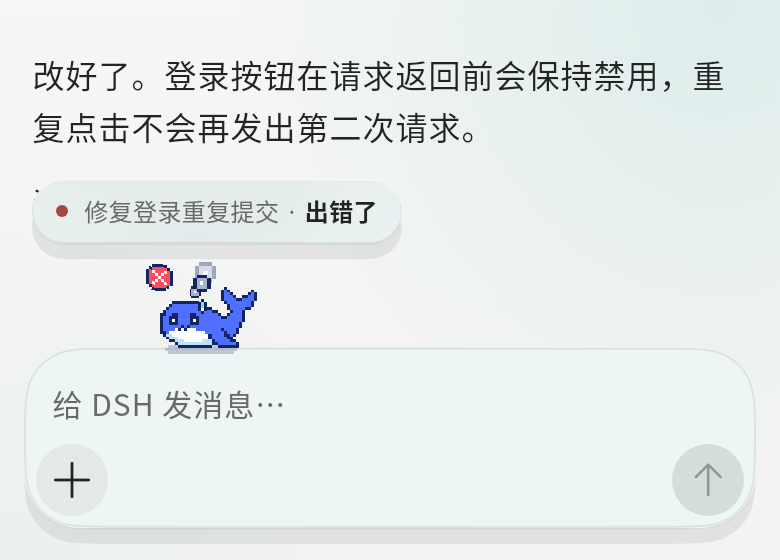 改好了。登录按钮在请求返回前会保持禁用，重
复点击不会再发出第二次请求。
修复登录重复提交 · 出错了
给 DSH 发消息…